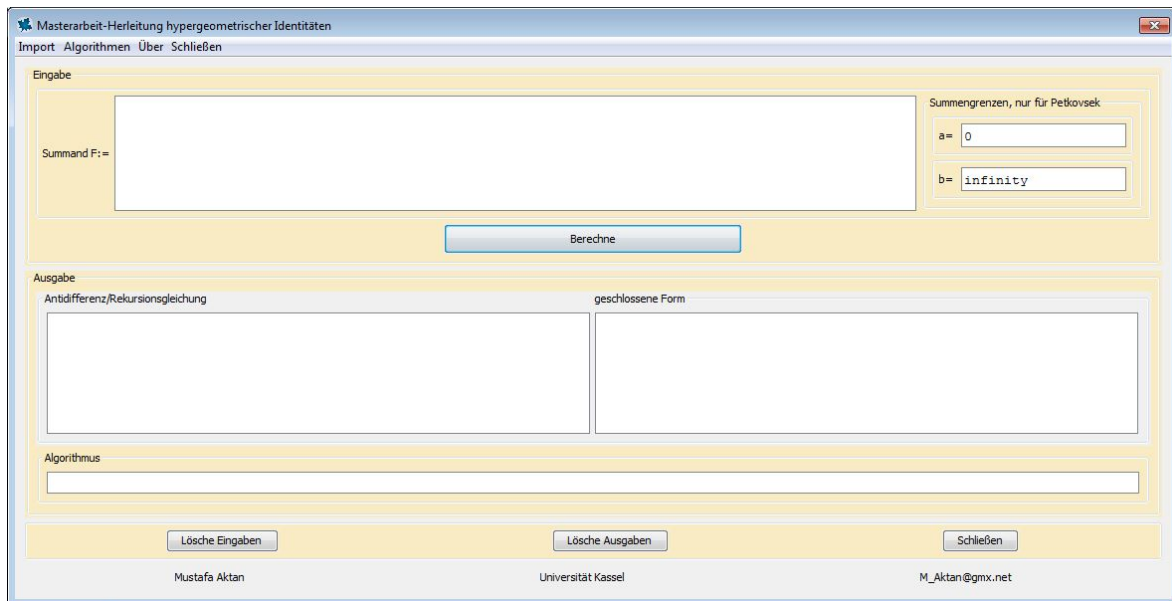 Masterarbeit-Herleitung hypergeometrischer Identitäten
Import Algorithmen Über Schließen
Eingabe
Summand F:=
Summengrenzen, nur für Petkovsek
a= 0
b= infinity
Berechne
Ausgabe
Antidifferenz/Rekursionsgleichung
geschlossene Form
Algorithmus
Lösche Eingaben
Lösche Ausgaben
Schließen
Mustafa Aktan
Universität Kassel
M_Aktan@gmx.net